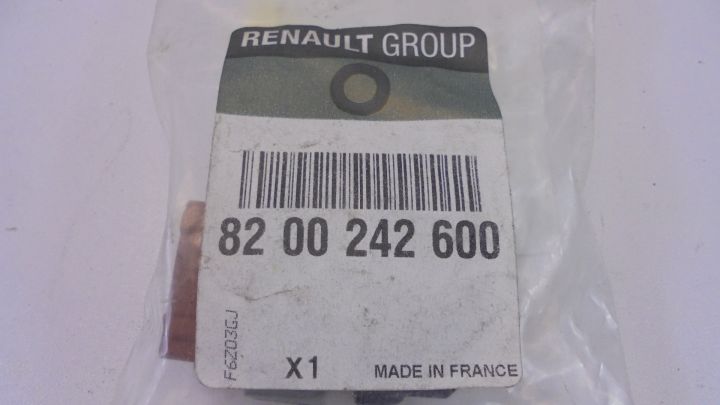 RENAULT GROUP
82 00 242 600
F6Z03GJ
X1
MADE IN FRANCE